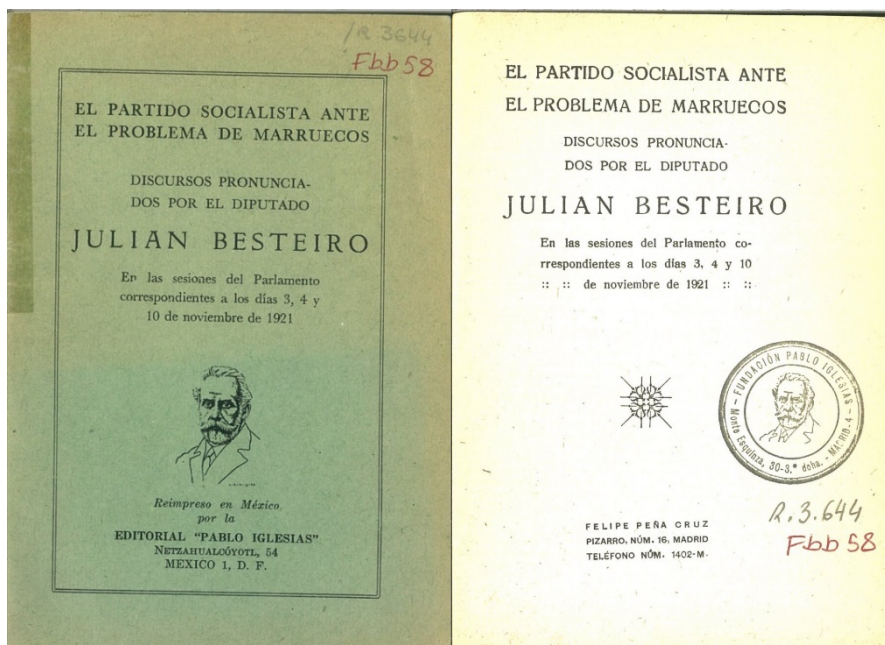 /R 3644
Fbb58
EL PARTIDO SOCIALISTA ANTE
EL PROBLEMA DE MARRUECOS
DISCURSOS PRONUNCIA-
DOS POR EL DIPUTADO
JULIAN BESTEIRO
En las sesiones del Parlamento
correspondientes a los días 3, 4 y
10 de noviembre de 1921
Reimpreso en México
por la
EDITORIAL "PABLO IGLESIAS"
NETZAHUALCÓYOTL, 54
MEXICO 1, D. F.
EL PARTIDO SOCIALISTA ANTE
EL PROBLEMA DE MARRUECOS
DISCURSOS PRONUNCIA-
DOS POR EL DIPUTADO
JULIAN BESTEIRO
En las sesiones del Parlamento co-
rrespondientes a los días 3, 4 y 10
:: :: de noviembre de 1921 :: ::
– FUNDACIÓN PABLO IGLESIAS –
Monte Esquinza, 30-3.º dcha. - MADRID-4
R.3.644
Fbb58
FELIPE PEÑA CRUZ
PIZARRO, NÚM. 16, MADRID
TELÉFONO NÚM. 1402-M.